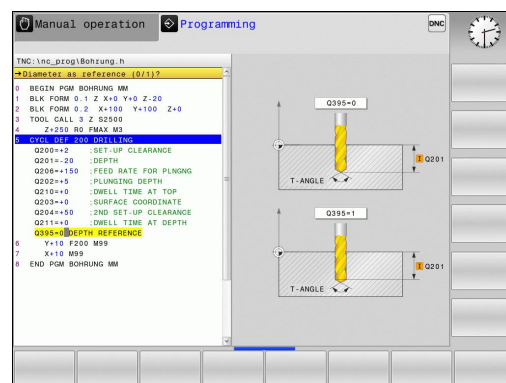 Manual operation
Programming
DNC
TNC:\nc_prog\Bohrung.h
→Diameter as reference (0/1)?
0 BEGIN PGM BOHRUNG MM
1 BLK FORM 0.1 Z X+0 Y+0 Z-20
2 BLK FORM 0.2 X+100 Y+100 Z+0
3 TOOL CALL 3 Z S2500
4 Z+250 R0 FMAX M3
5 CYCL DEF 200 DRILLING
Q200=+2 ;SET-UP CLEARANCE
Q201=-20 ;DEPTH
Q206=+150 ;FEED RATE FOR PLNGNG
Q202=+5 ;PLUNGING DEPTH
Q210=+0 ;DWELL TIME AT TOP
Q203=+0 ;SURFACE COORDINATE
Q204=+50 ;2ND SET-UP CLEARANCE
Q211=+0 ;DWELL TIME AT DEPTH
Q395=0 DEPTH REFERENCE
6 Y+10 F200 M99
7 X+10 M99
8 END PGM BOHRUNG MM
Q395=0
I Q201
T-ANGLE
Q395=1
I Q201
T-ANGLE